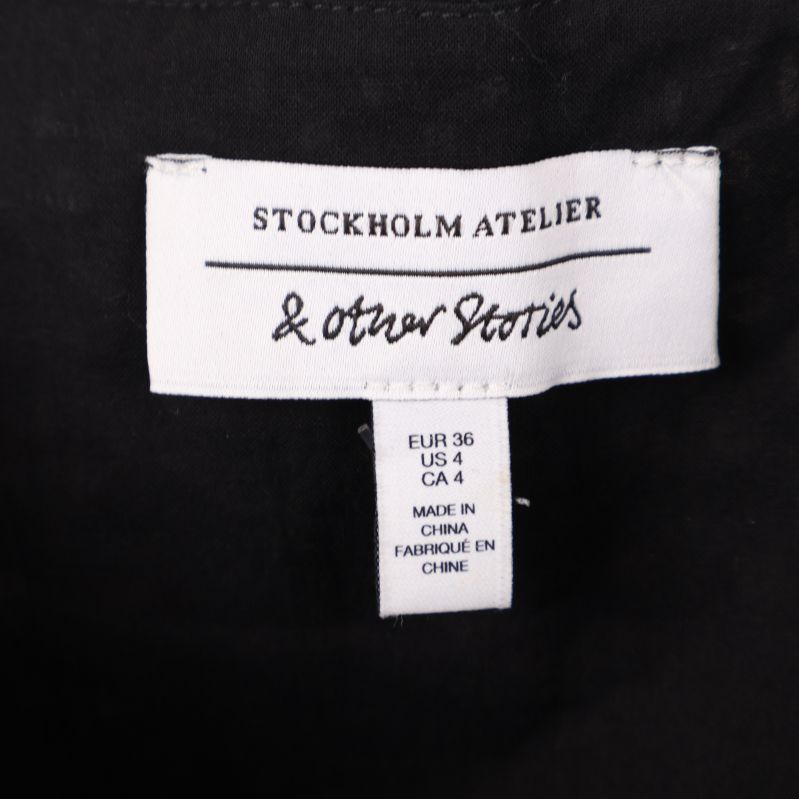 STOCKHOLM ATELIER
& other Stories
EUR 36
US 4
CA 4
MADE IN
CHINA
FABRIQUÉ EN
CHINE